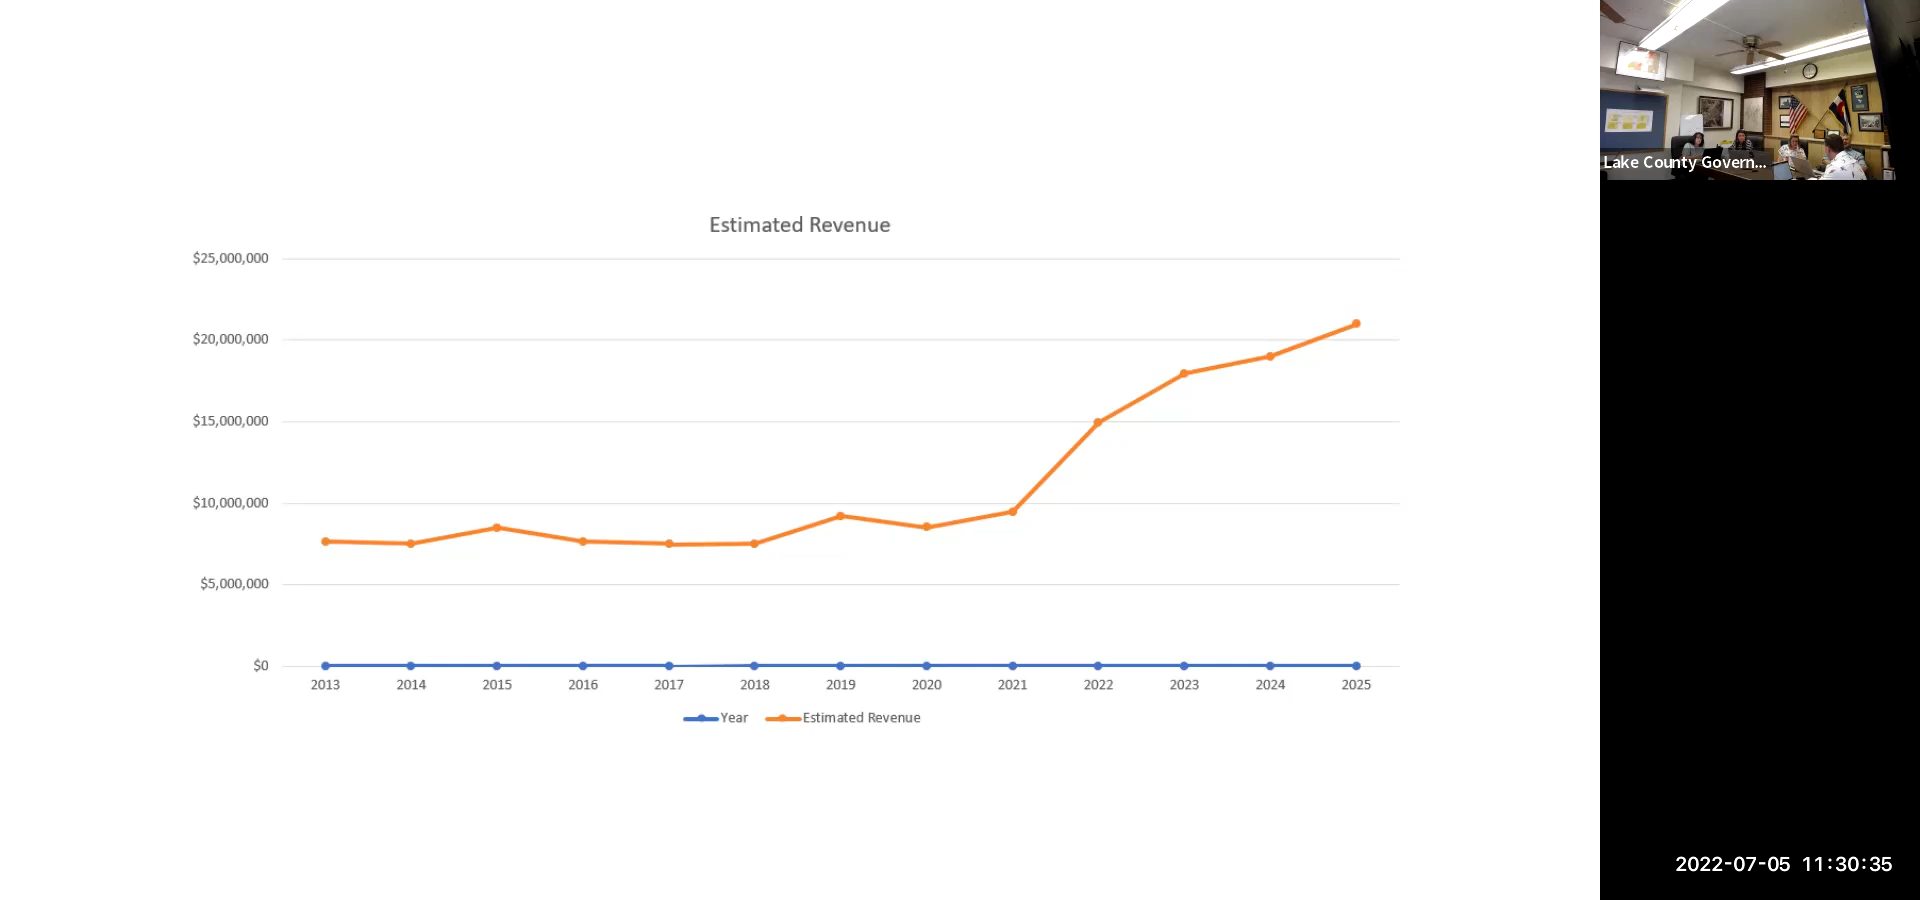 Estimated Revenue
$25,000,000
$20,000,000
$15,000,000
$10,000,000
$5,000,000
$0
2013 2014 2015 2016 2017 2018 2019 2020 2021 2022 2023 2024 2025
Year Estimated Revenue
Lake County Govern...
2022-07-05 11:30:35